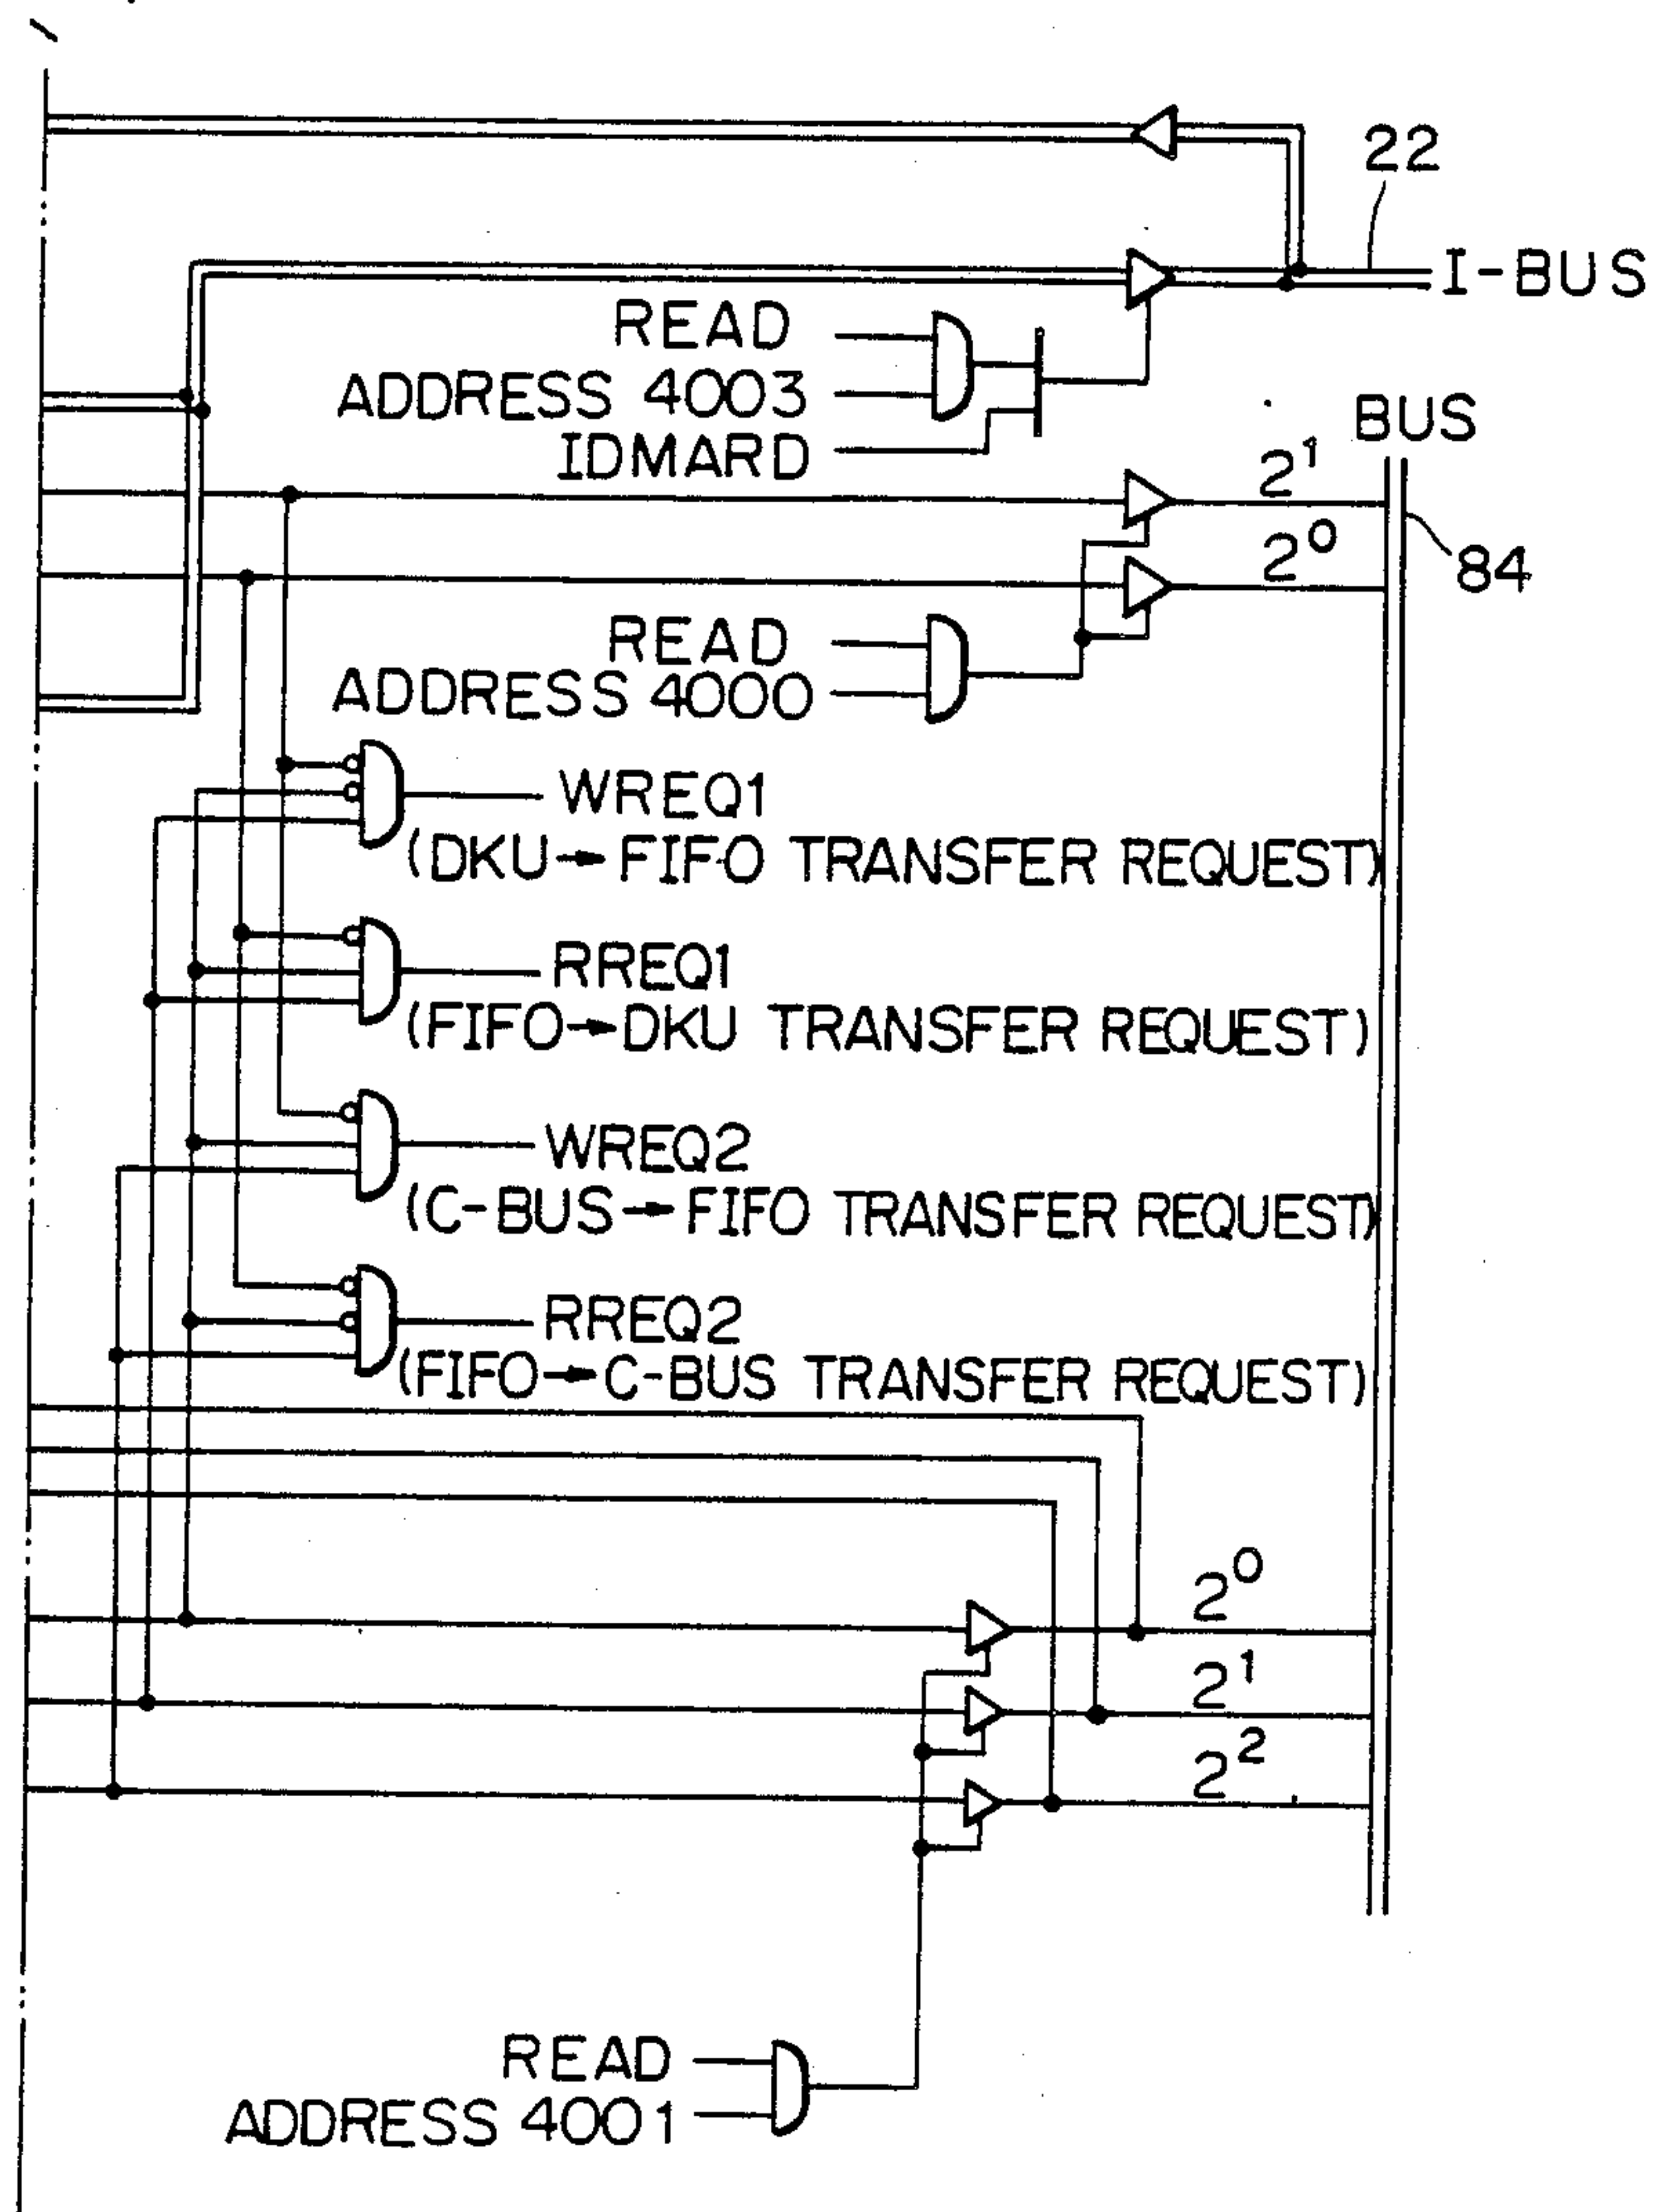 22
I-BUS
READ
ADDRESS 4003
IDMARD
BUS
2¹
2⁰
84
READ
ADDRESS 4000
WREQ1
(DKU→FIFO TRANSFER REQUEST)
RREQ1
(FIFO→DKU TRANSFER REQUEST)
WREQ2
(C-BUS→FIFO TRANSFER REQUEST)
RREQ2
(FIFO→C-BUS TRANSFER REQUEST)
2⁰
2¹
2²
READ
ADDRESS 4001